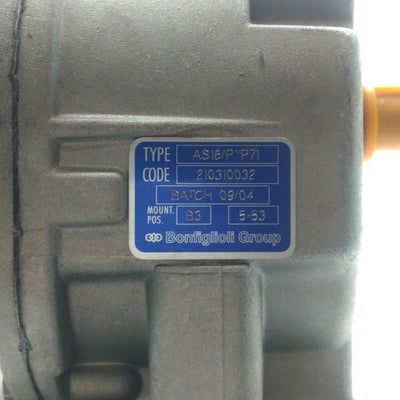 TYPE AS16/P P71
CODE 210310032
BATCH 09/04
MOUNT. POS. B3 5-53
Bonfiglioli Group